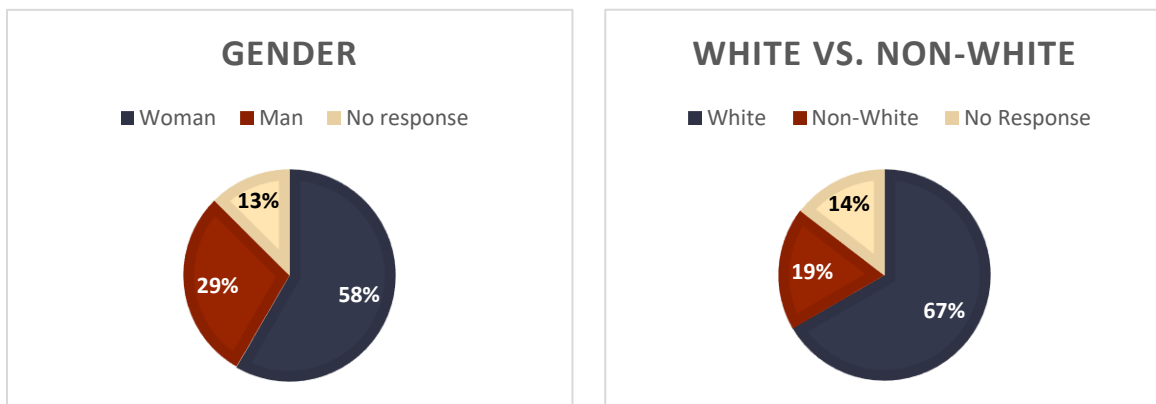 GENDER
Woman Man No response
13%
29%
58%
WHITE VS. NON-WHITE
White Non-White No Response
14%
19%
67%